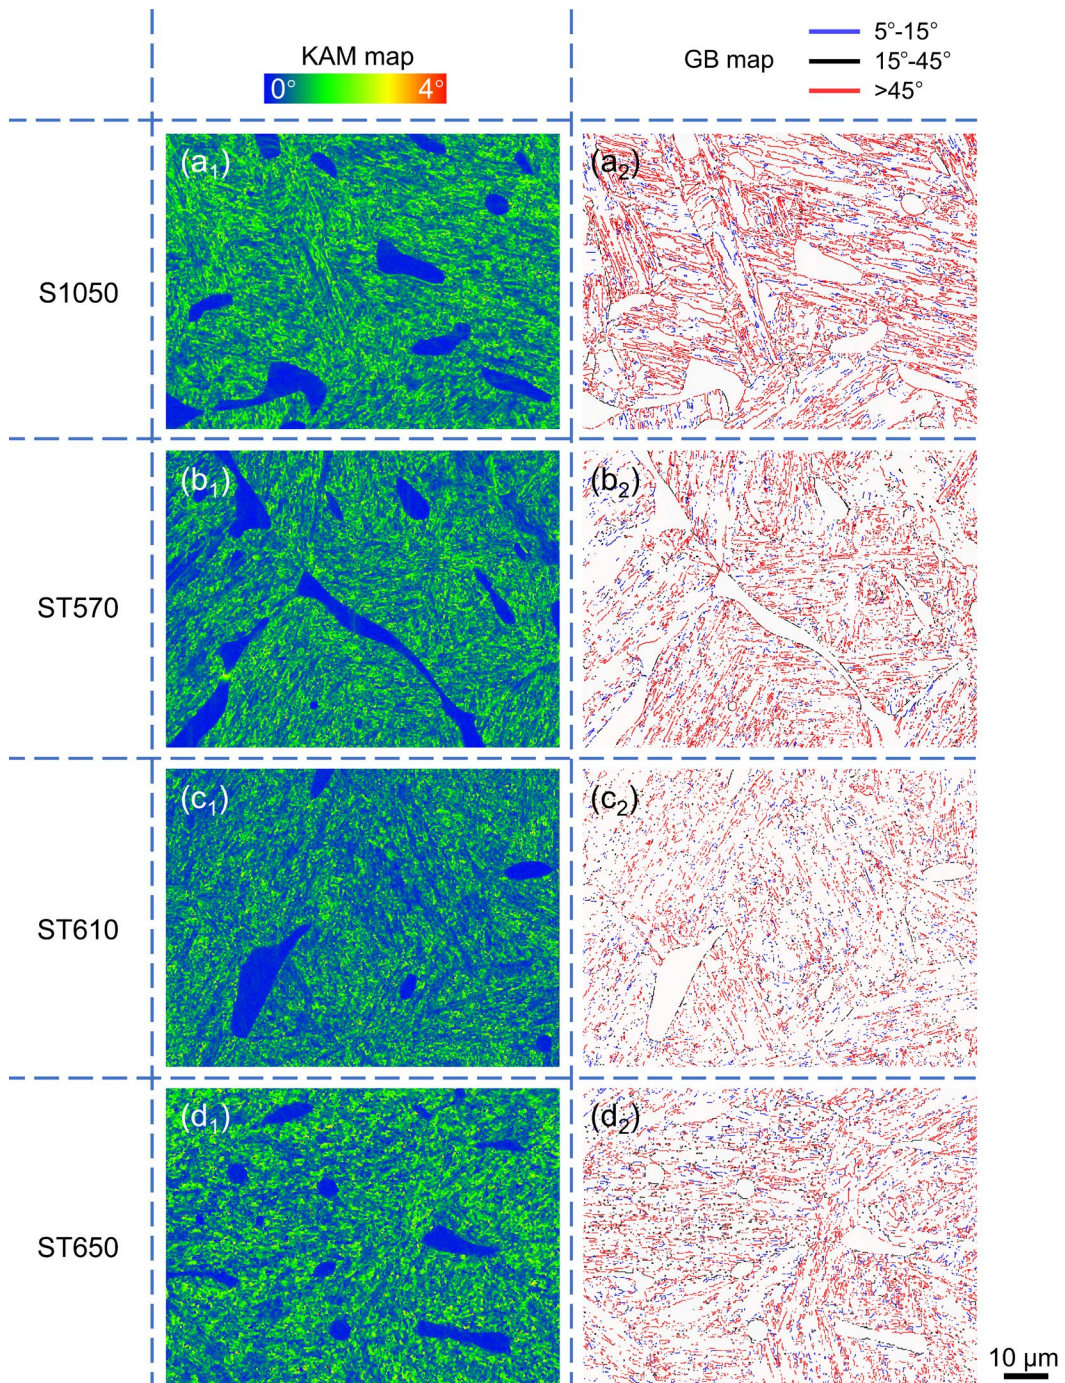 KAM map
0° 4°
GB map
5°-15°
15°-45°
>45°
S1050
(a₁)
(a₂)
ST570
(b₁)
(b₂)
ST610
(c₁)
(c₂)
ST650
(d₁)
(d₂)
10 µm